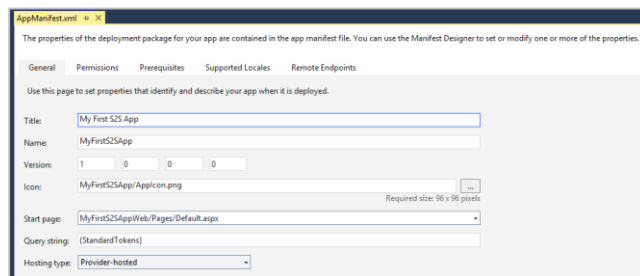 AppManifest.xml
The properties of the deployment package for your app are contained in the app manifest file. You can use the Manifest Designer to set or modify one or more of the properties.
General Permissions Prerequisites Supported Locales Remote Endpoints
Use this page to set properties that identify and describe your app when it is deployed.
Title: My First S2S App
Name: MyFirstS2SApp
Version: 1 0 0 0
Icon: MyFirstS2SApp/AppIcon.png ...
Required size: 96 x 96 pixels
Start page: MyFirstS2SAppWeb/Pages/Default.aspx
Query string: {StandardTokens}
Hosting type: Provider-hosted